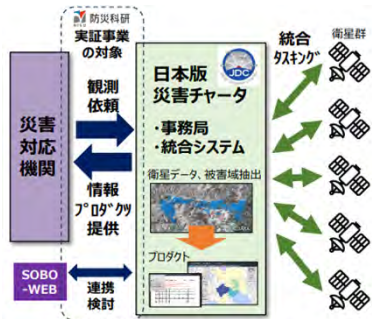 防災科研
実証事業
の対象
災害
対応
機関
観測
依頼
情報
プロダクツ
提供
SOBO
-WEB
連携
検討
JDC
日本版
災害チャータ
・事務局
・統合システム
衛星データ、被害域抽出
プロダクト
統合
タスキング
衛星群